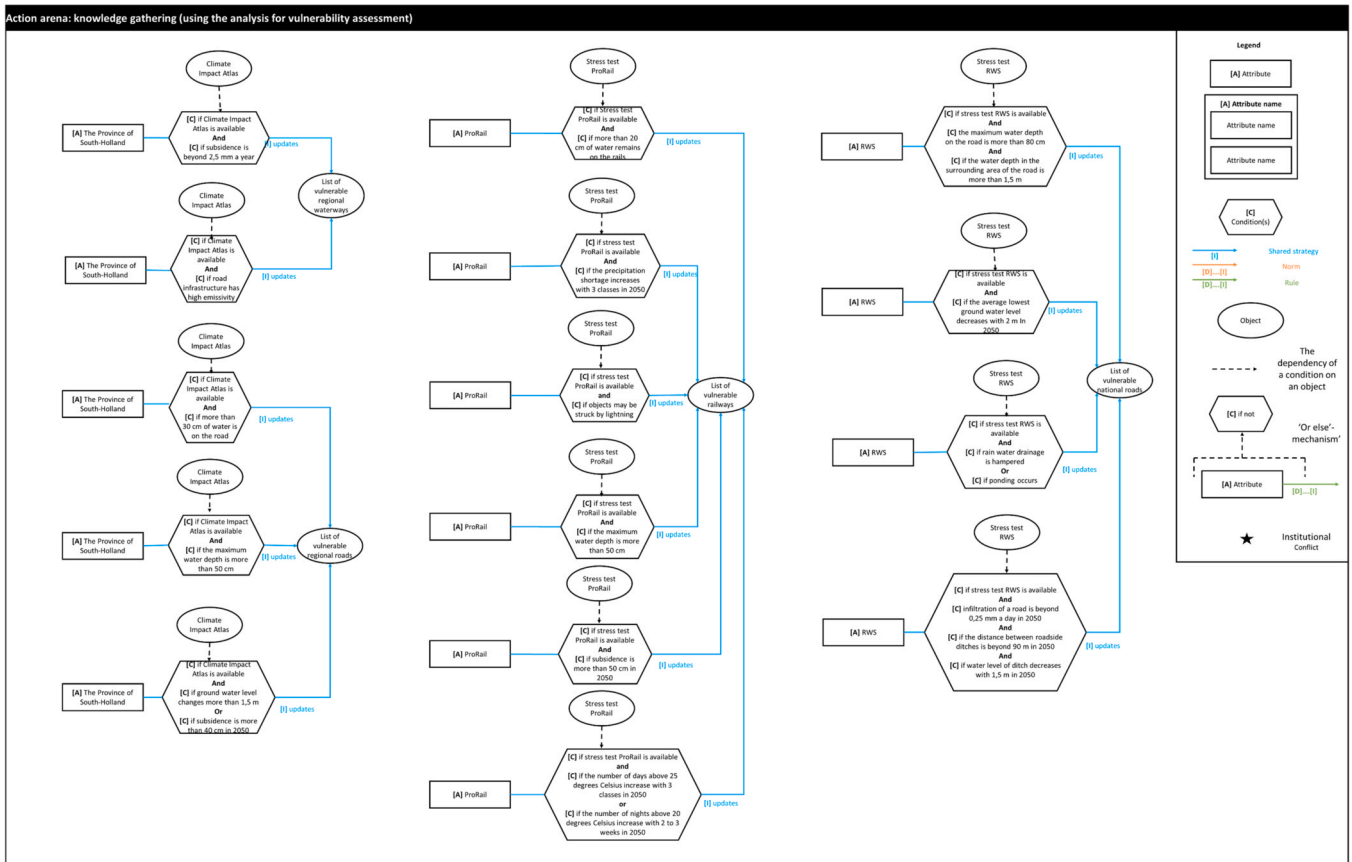 Action arena: knowledge gathering (using the analysis for vulnerability assessment)
Climate
Impact Atlas
[A] The Province of
South-Holland
[C] if Climate Impact
Atlas is available
And
[C] if subsidence is
beyond 2,5 mm a year
[I] updates
List of
vulnerable
regional
waterways
Climate
Impact Atlas
[A] The Province of
South-Holland
[C] if Climate
Impact Atlas is
available
And
[C] if road
infrastructure has
high emissivity
[I] updates
Climate
Impact Atlas
[A] The Province of
South-Holland
[C] if Climate
Impact Atlas is
available
And
[C] if more than
30 cm of water is
on the road
[I] updates
Climate
Impact Atlas
[A] The Province of
South-Holland
[C] if Climate Impact
Atlas is available
And
[C] if the maximum
water depth is more
than 50 cm
[I] updates
List of
vulnerable
regional roads
Climate
Impact Atlas
[A] The Province of
South-Holland
[C] if Climate Impact
Atlas is available
And
[C] if ground water level
changes more than 1,5 m
Or
[C] if subsidence is more
than 40 cm in 2050
[I] updates
Stress test
ProRail
[A] ProRail
[C] if Stress test
ProRail is available
And
[C] if more than 20
cm of water remains
on the rails
[I] updates
Stress test
ProRail
[A] ProRail
[C] if stress test
ProRail is available
And
[C] if the precipitation
shortage increases
with 3 classes in 2050
[I] updates
Stress test
ProRail
[A] ProRail
[C] if stress test
ProRail is available
and
[C] if objects may be
struck by lightning
[I] updates
List of
vulnerable
railways
Stress test
ProRail
[A] ProRail
[C] if stress test
ProRail is available
And
[C] if the maximum
water depth is more
than 50 cm
[I] updates
Stress test
ProRail
[A] ProRail
[C] if stress test
ProRail is available
And
[C] if subsidence is
more than 50 cm in
2050
[I] updates
Stress test
ProRail
[A] ProRail
[C] if stress test ProRail is available
and
[C] if the number of days above 25
degrees Celsius increase with 3
classes in 2050
or
[C] if the number of nights above 20
degrees Celsius increase with 2 to 3
weeks in 2050
[I] updates
Stress test
RWS
[A] RWS
[C] if stress test RWS is available
And
[C] the maximum water depth
on the road is more than 80 cm
And
[C] if the water depth in the
surrounding area of the road is
more than 1,5 m
[I] updates
Stress test
RWS
[A] RWS
[C] if stress test RWS is
available
And
[C] if the average lowest
ground water level
decreases with 2 m In
2050
[I] updates
Stress test
RWS
[A] RWS
[C] if stress test RWS is
available
And
[C] if rain water drainage
is hampered
Or
[C] if ponding occurs
[I] updates
List of
vulnerable
national roads
Stress test
RWS
[A] RWS
[C] if stress test RWS is available
And
[C] infiltration of a road is beyond
0,25 mm a day in 2050
And
[C] if the distance between roadside
ditches is beyond 90 m in 2050
And
[C] if water level of ditch decreases
with 1,5 m in 2050
[I] updates
Legend
[A] Attribute
[A] Attribute name
Attribute name
Attribute name
[C]
Condition(s)
[I]
Shared strategy
[D]....[I]
Norm
[D]....[I]
Rule
Object
The
dependency of
a condition on
an object
[C] if not
'Or else'-
mechanism'
[A] Attribute
[D]....[I]
Institutional
Conflict